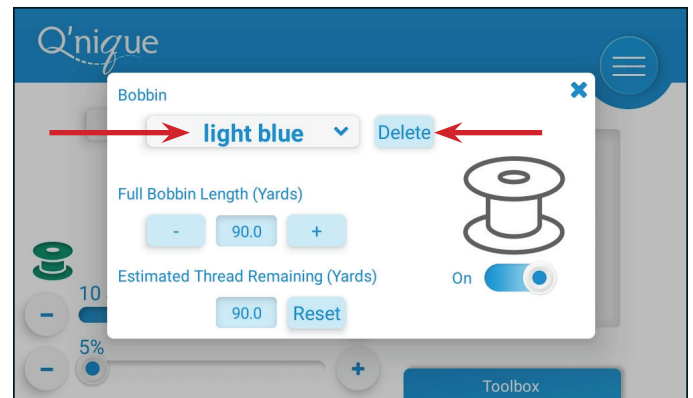 Q'nique
Bobbin
light blue
Delete
Full Bobbin Length (Yards)
- 90.0 +
Estimated Thread Remaining (Yards)
On
10
90.0 Reset
5%
- +
Toolbox